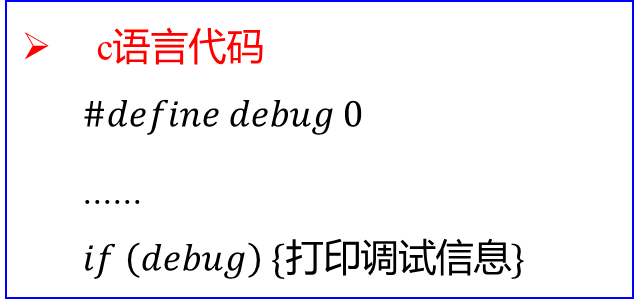 ➢ c语言代码
#define debug 0
……
if (debug) {打印调试信息}